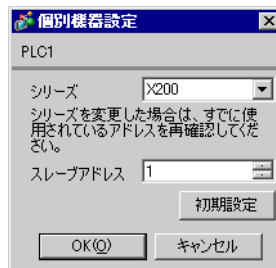 個別機器設定
PLC1
シリーズ X200
シリーズを変更した場合は、すでに使
用されているアドレスを再確認してくだ
さい。
スレーブアドレス 1
初期設定
OK(O) キャンセル